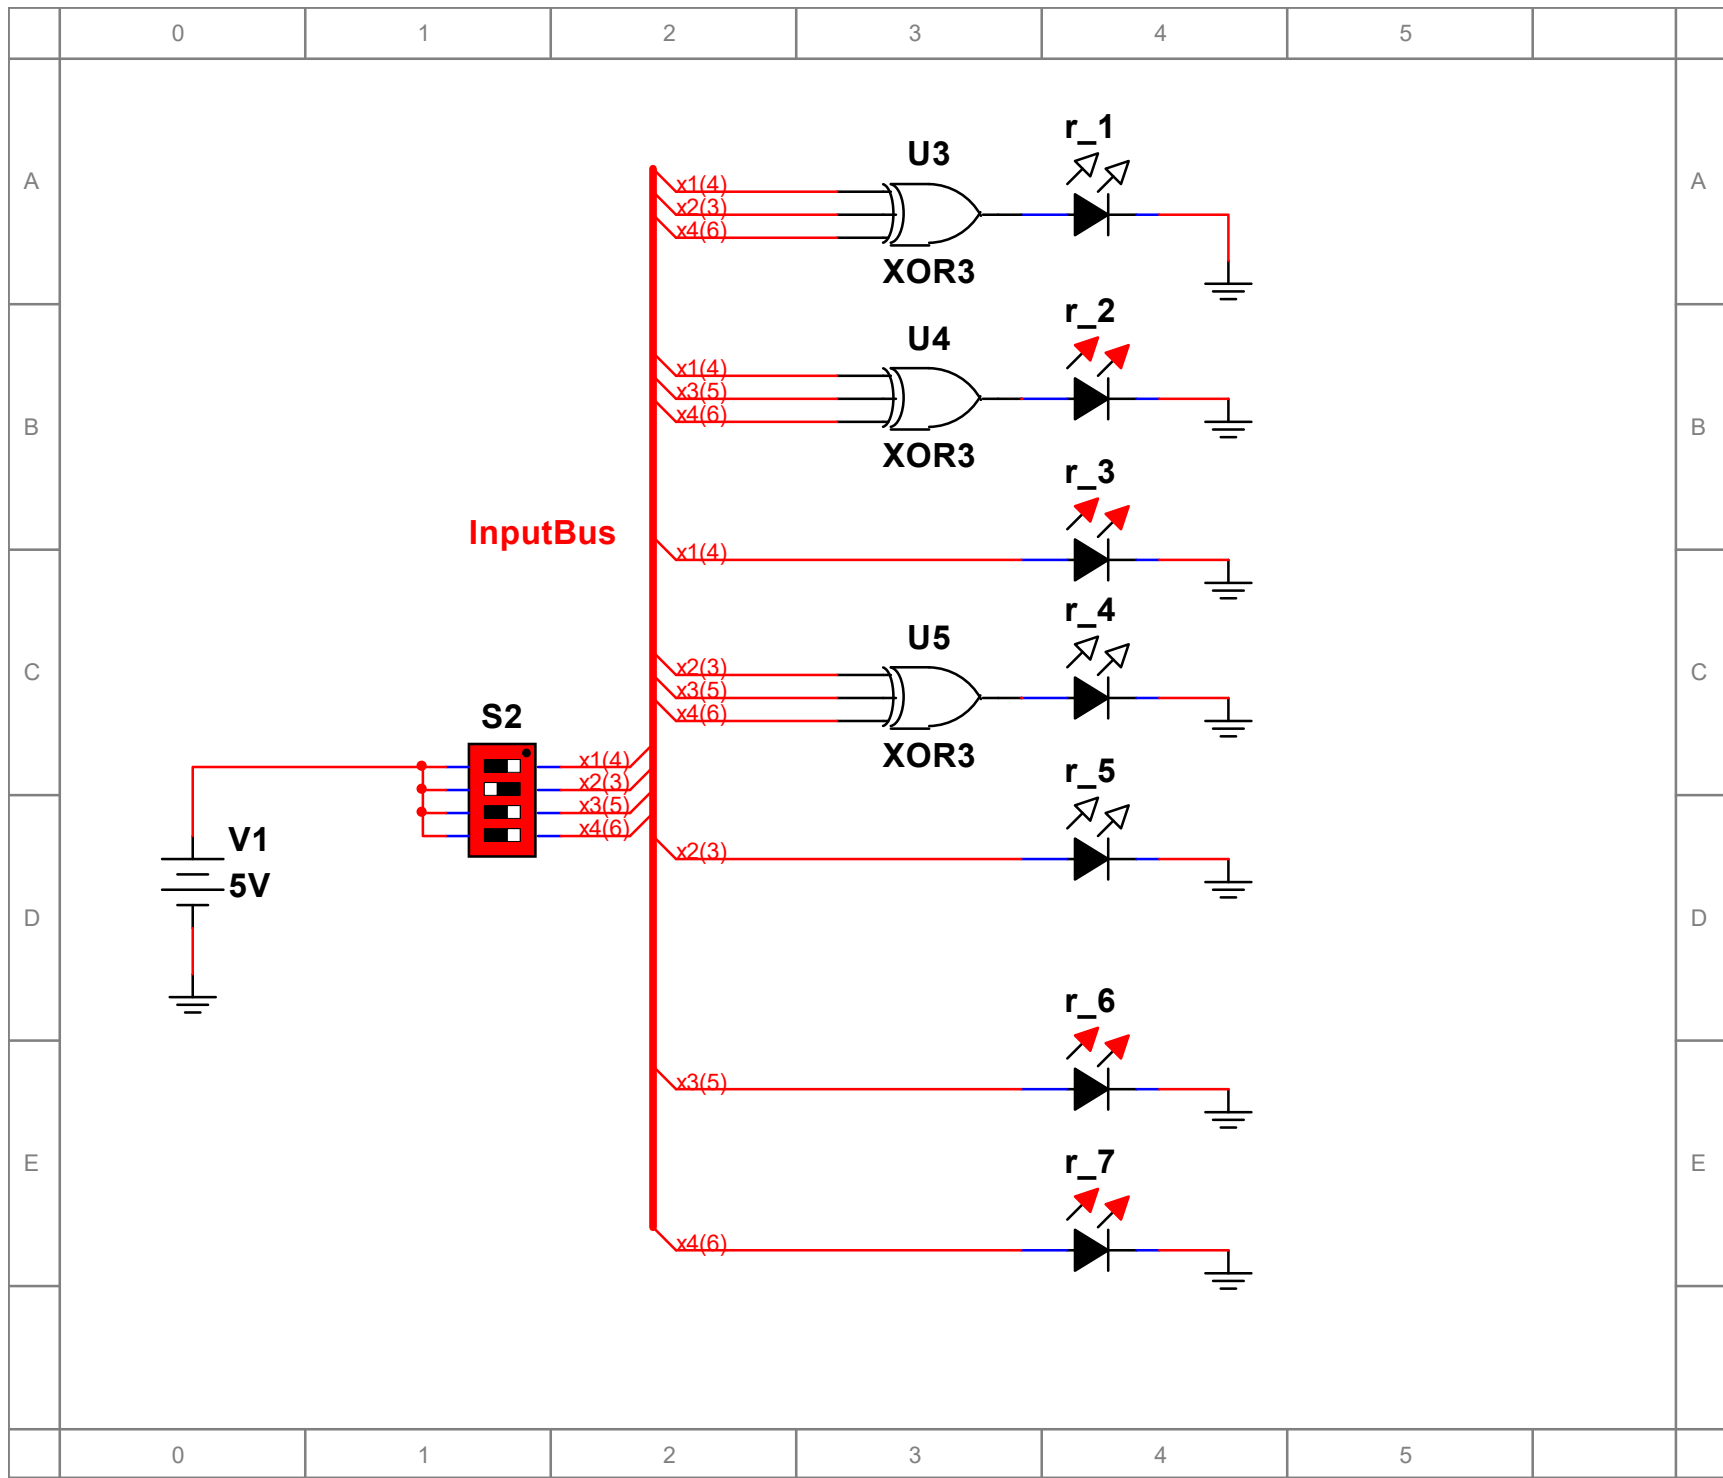 0 1 2 3 4 5
A A
r_1
U3
x1(4)
x2(3)
x4(6)
XOR3
r_2
U4
x1(4)
x3(5)
x4(6)
B B
XOR3
r_3
InputBus
x1(4)
r_4
U5
x2(3)
C C
x3(5)
x4(6)
S2
XOR3
x1(4)
r_5
x2(3)
x3(5)
x4(6)
V1
x2(3)
5V
D D
r_6
x3(5)
E E
r_7
x4(6)
0 1 2 3 4 5